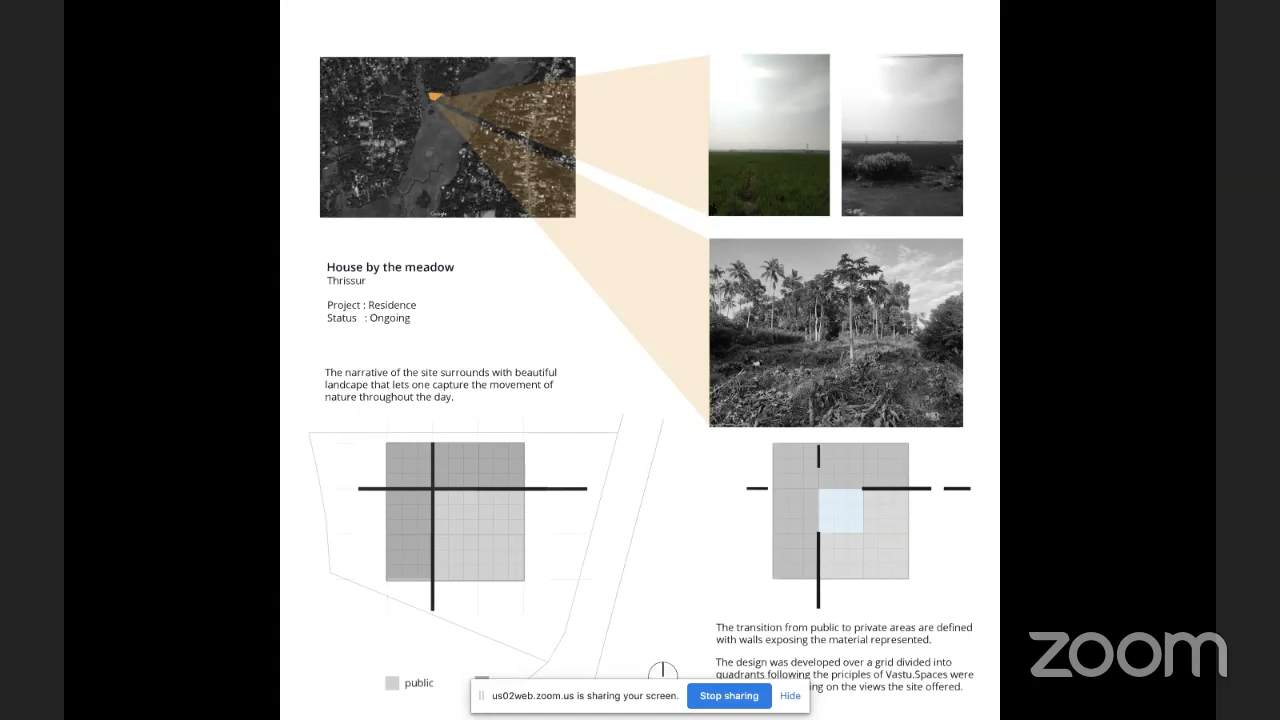 Google
House by the meadow
Thrissur
Project : Residence
Status : Ongoing
The narrative of the site surrounds with beautiful
landcape that lets one capture the movement of
nature throughout the day.
The transition from public to private areas are defined
with walls exposing the material represented.
The design was developed over a grid divided into
quadrants following the priciples of Vastu.Spaces were
ing on the views the site offered.
public
us02web.zoom.us is sharing your screen.
Stop sharing
Hide
zoom